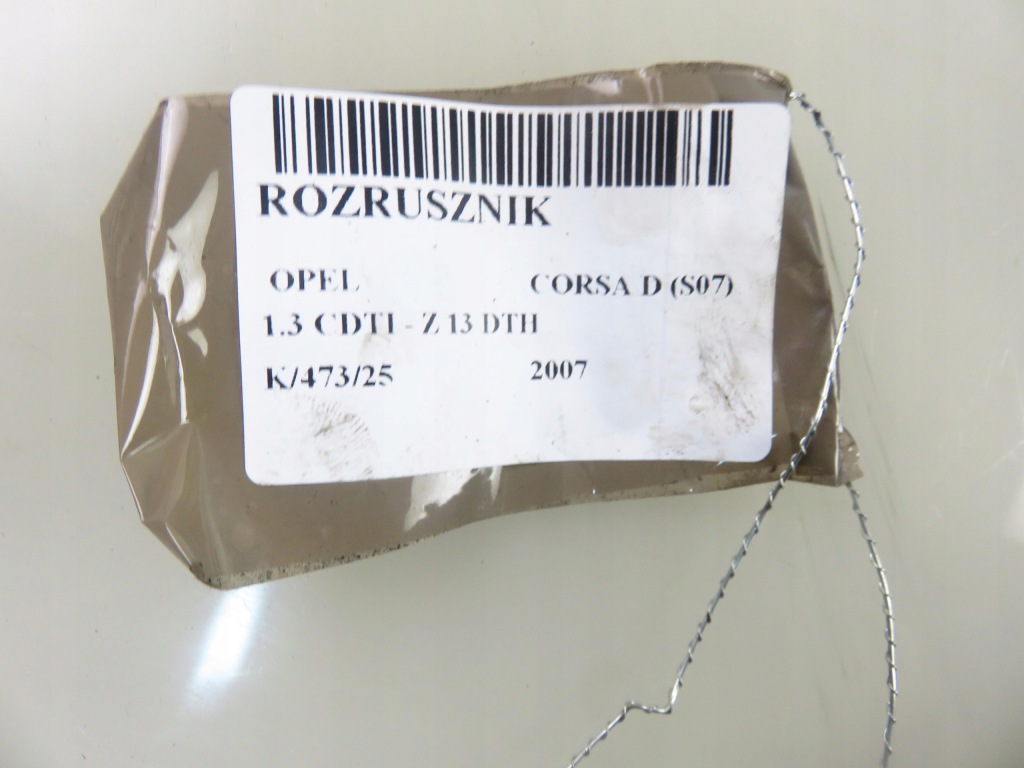 ROZRUSZNIK
OPEL CORSA D (S07)
1.3 CDTI - Z 13 DTH
K/473/25 2007